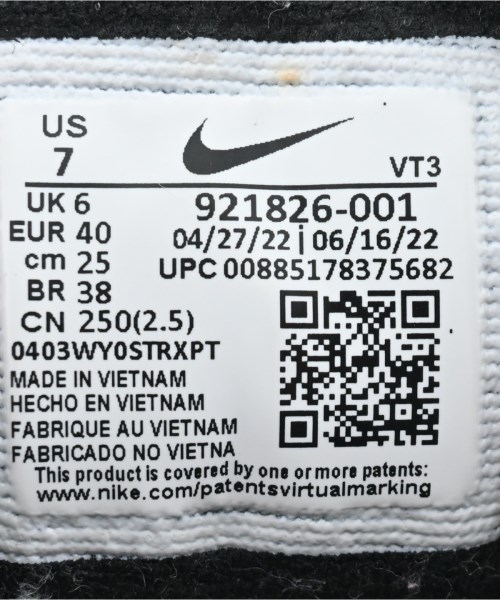 US
7
VT3
UK 6
921826-001
EUR 40
04/27/22 | 06/16/22
cm 25
UPC 00885178375682
BR 38
CN 250(2.5)
0403WY0STRXPT
MADE IN VIETNAM
HECHO EN VIETNAM
FABRIQUE AU VIETNAM
FABRICADO NO VIETNA
This product is covered by one or more patents:
www.nike.com/patentsvirtualmarking